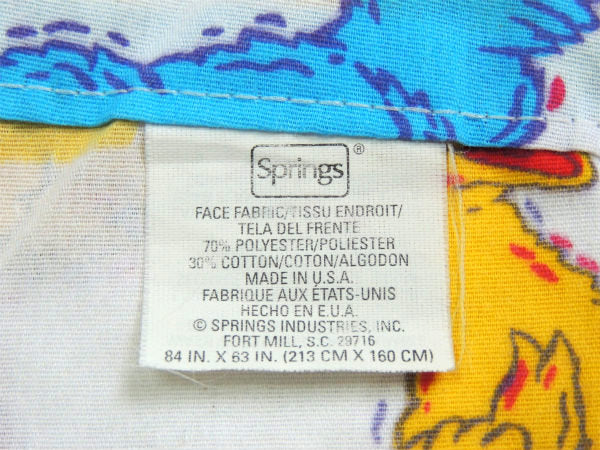 Springs®
FACE FABRIC/TISSU ENDROIT/
TELA DEL FRENTE
70% POLYESTER/POLIESTER
30% COTTON/COTON/ALGODON
MADE IN U.S.A.
FABRIQUE AUX ÉTATS-UNIS
HECHO EN E.U.A.
© SPRINGS INDUSTRIES, INC.
FORT MILL, S.C. 29716
84 IN. X 63 IN. (213 CM X 160 CM)